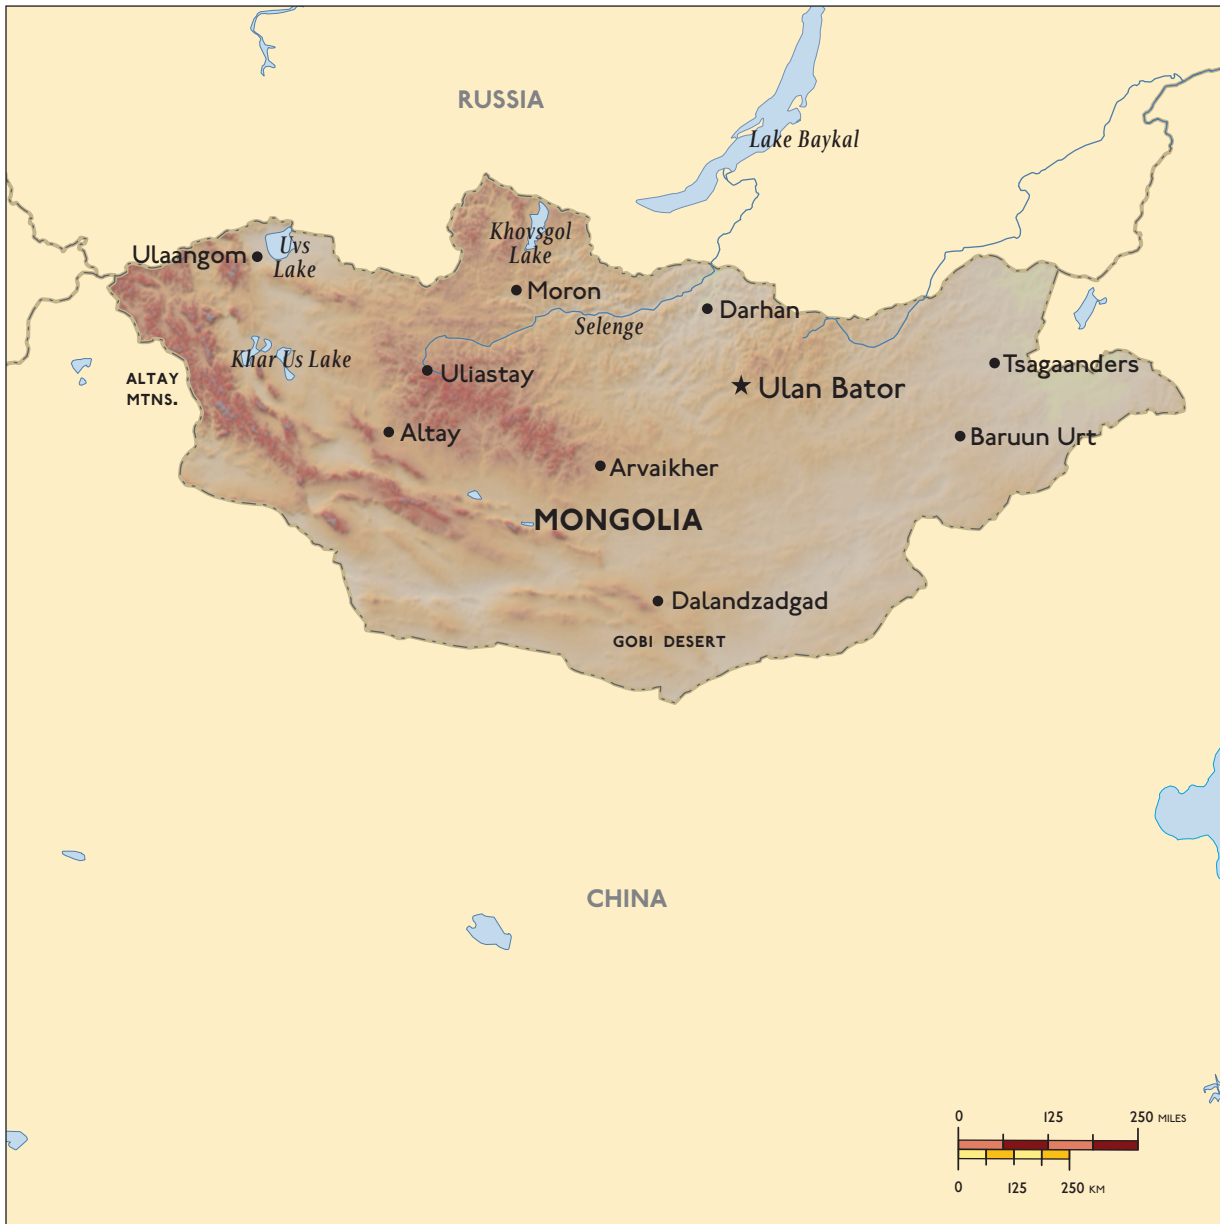 RUSSIA
Lake Baykal
Khovsgol
Lake
Uvs
Lake
Ulaangom
Moron
Darhan
Selenge
Khar Us Lake
Uliastay
Tsagaanders
ALTAY
MTNS.
Ulan Bator
Altay
Baruun Urt
Arvaikher
MONGOLIA
Dalandzadgad
GOBI DESERT
CHINA
0 125 250 MILES
0 125 250 KM